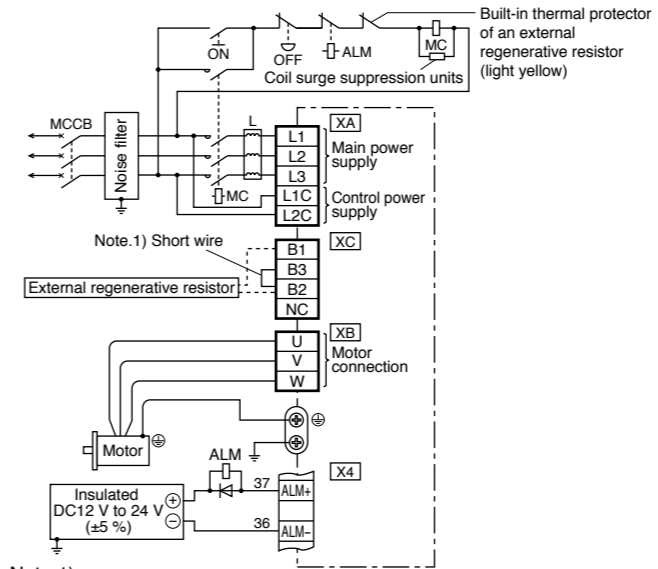 Built-in thermal protector
of an external
regenerative resistor
(light yellow)
ON
OFF
ALM
MC
Coil surge suppression units
MCCB
Noise filter
L
MC
XA
L1
L2
L3
L1C
L2C
Main power
supply
Control power
supply
Note.1) Short wire
External regenerative resistor
XC
B1
B3
B2
NC
XB
U
V
W
Motor
connection
Motor
ALM
X4
Insulated
DC12 V to 24 V
(±5 %)
+
−
37
ALM+
36
ALM−